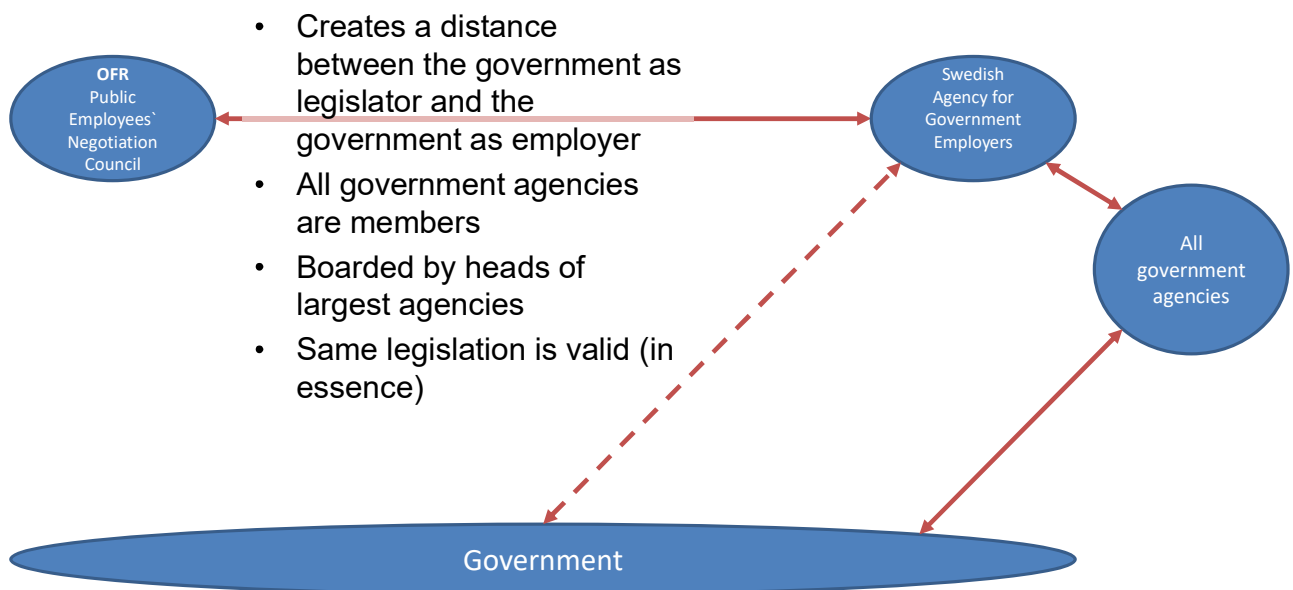 OFR
Public
Employees`
Negotiation
Council
• Creates a distance
between the government as
legislator and the
government as employer
• All government agencies
are members
• Boarded by heads of
largest agencies
• Same legislation is valid (in
essence)
Swedish
Agency for
Government
Employers
All
government
agencies
Government